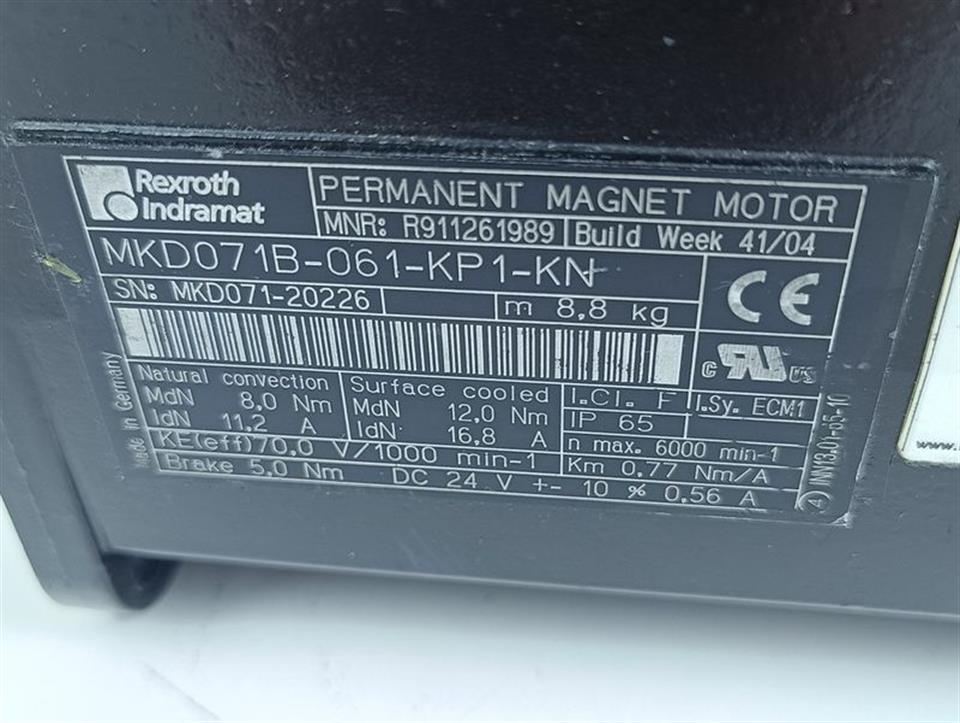 Rexroth
Indramat
PERMANENT MAGNET MOTOR
MNR: R911261989 Build Week 41/04
MKD071B-061-KP1-KN
SN: MKD071-20226 m 8,8 kg
CE
c RU us
Made in Germany
Natural convection
MdN 8,0 Nm
IdN 11,2 A
Surface cooled
MdN 12,0 Nm
IdN 16,8 A
I.Cl. F I.Sy. ECM1
IP 65
KE(eff)70,0 V/1000 min-1 n max. 6000 min-1
Km 0,77 Nm/A
Brake 5,0 Nm DC 24 V +- 10 % 0,56 A